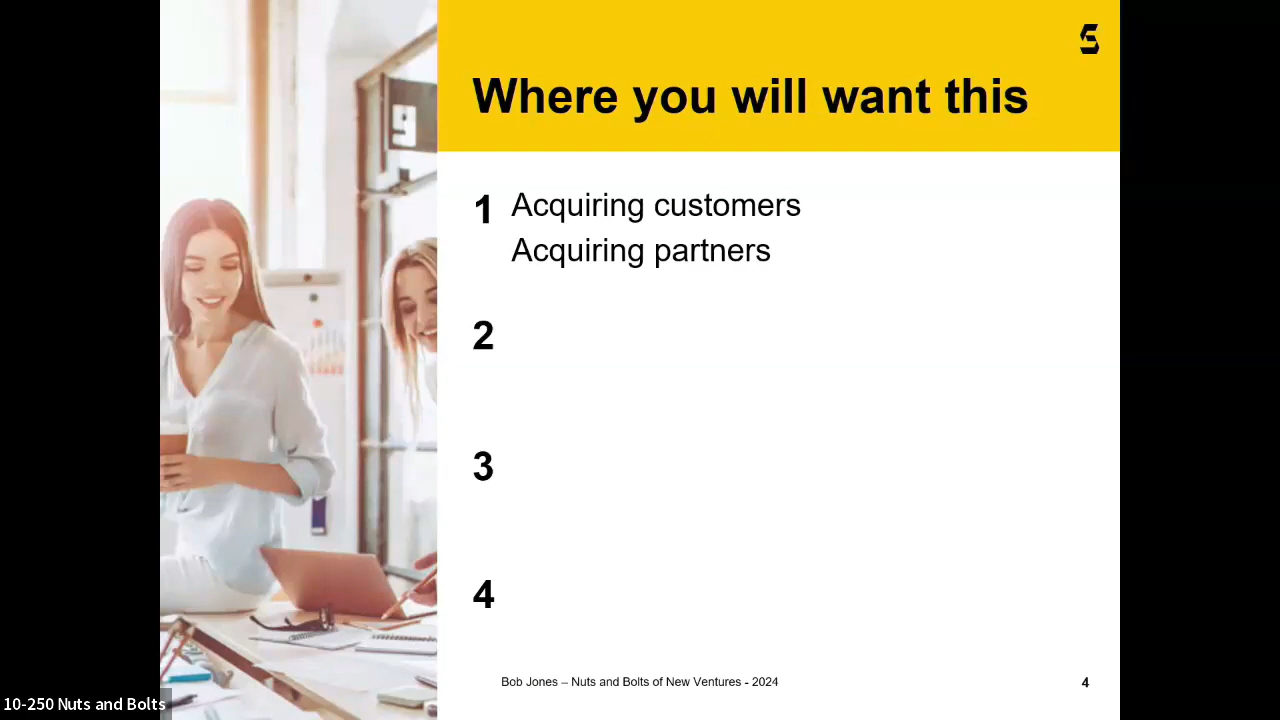 Where you will want this
1 Acquiring customers
Acquiring partners
2
3
4
Bob Jones – Nuts and Bolts of New Ventures - 2024
4
10-250 Nuts and Bolts